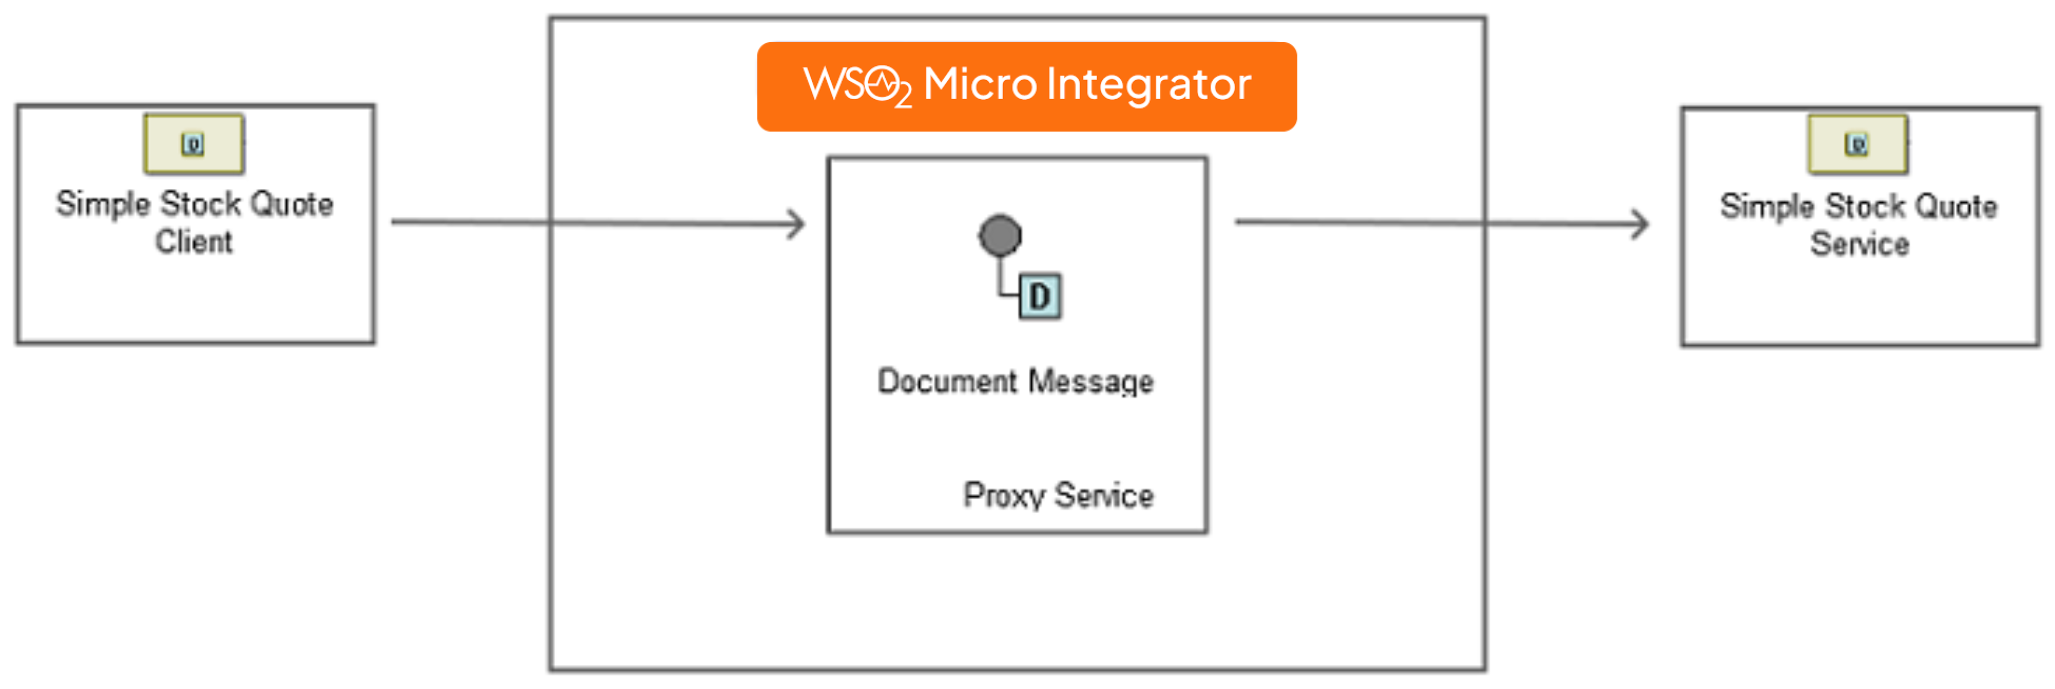 WSO2 Micro Integrator
D
Simple Stock Quote
Client
D
Document Message
Proxy Service
D
Simple Stock Quote
Service